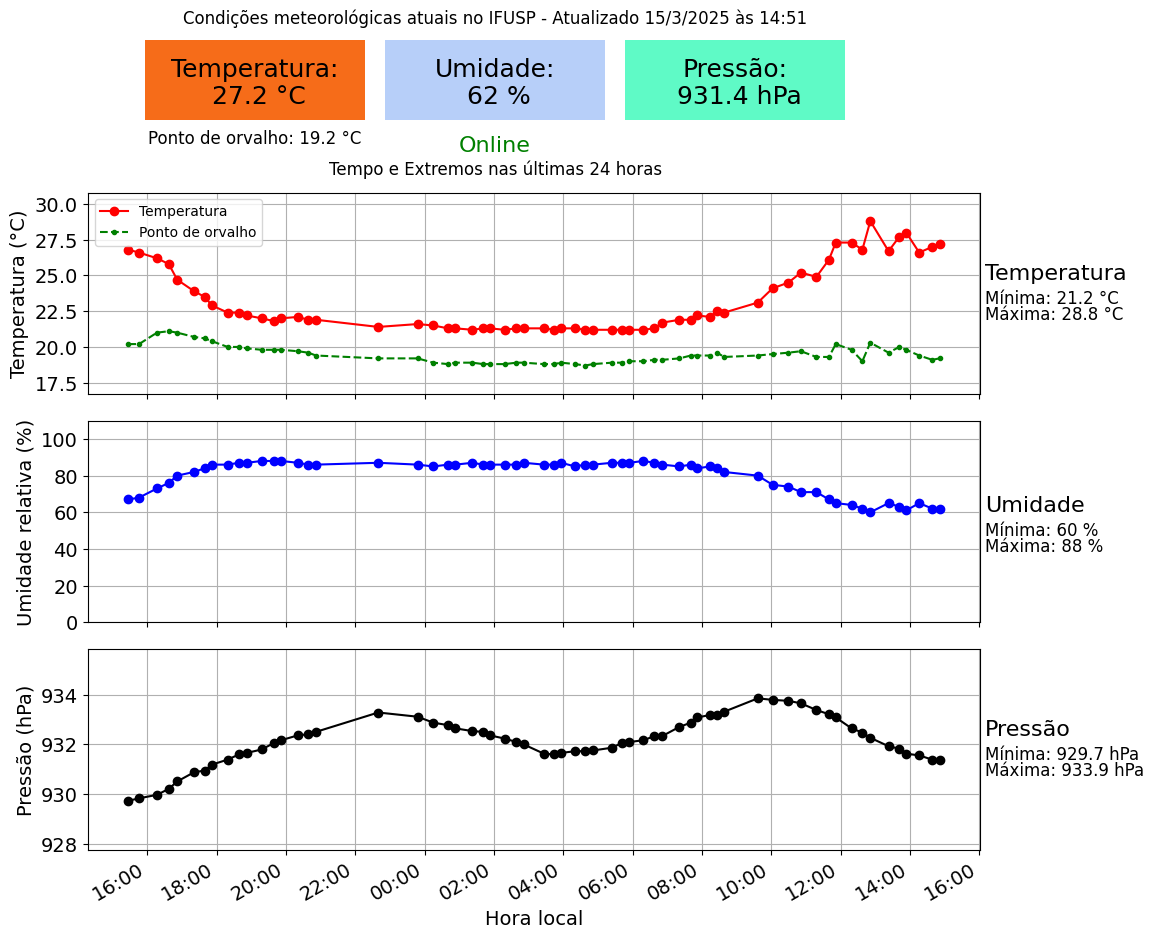 Condições meteorológicas atuais no IFUSP - Atualizado 15/3/2025 às 14:51
Temperatura:
27.2 °C
Umidade:
62 %
Pressão:
931.4 hPa
Ponto de orvalho: 19.2 °C
Online
Tempo e Extremos nas últimas 24 horas
Temperatura (°C)
30.0
27.5
25.0
22.5
20.0
17.5
Temperatura
Ponto de orvalho
Temperatura
Mínima: 21.2 °C
Máxima: 28.8 °C
Umidade relativa (%)
100
80
60
40
20
0
Umidade
Mínima: 60 %
Máxima: 88 %
Pressão (hPa)
934
932
930
928
Pressão
Mínima: 929.7 hPa
Máxima: 933.9 hPa
16:00 18:00 20:00 22:00 00:00 02:00 04:00 06:00 08:00 10:00 12:00 14:00 16:00
Hora local